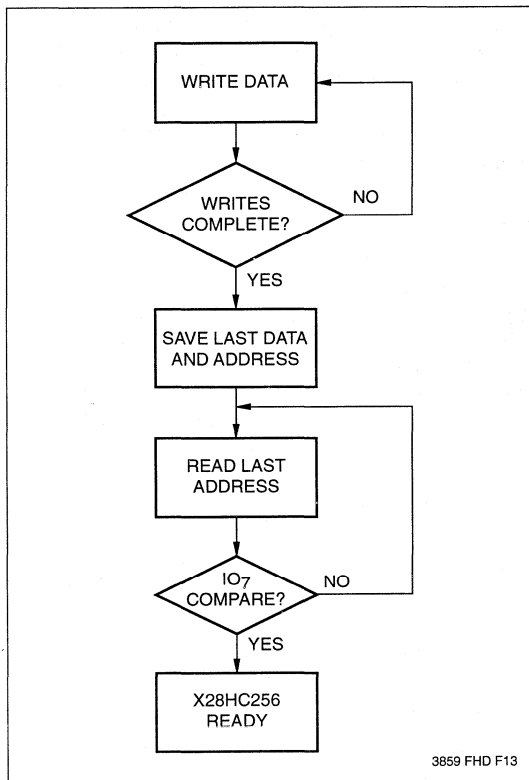 WRITE DATA
WRITES
COMPLETE?
NO
YES
SAVE LAST DATA
AND ADDRESS
READ LAST
ADDRESS
IO7
COMPARE?
NO
YES
X28HC256
READY
3859 FHD F13